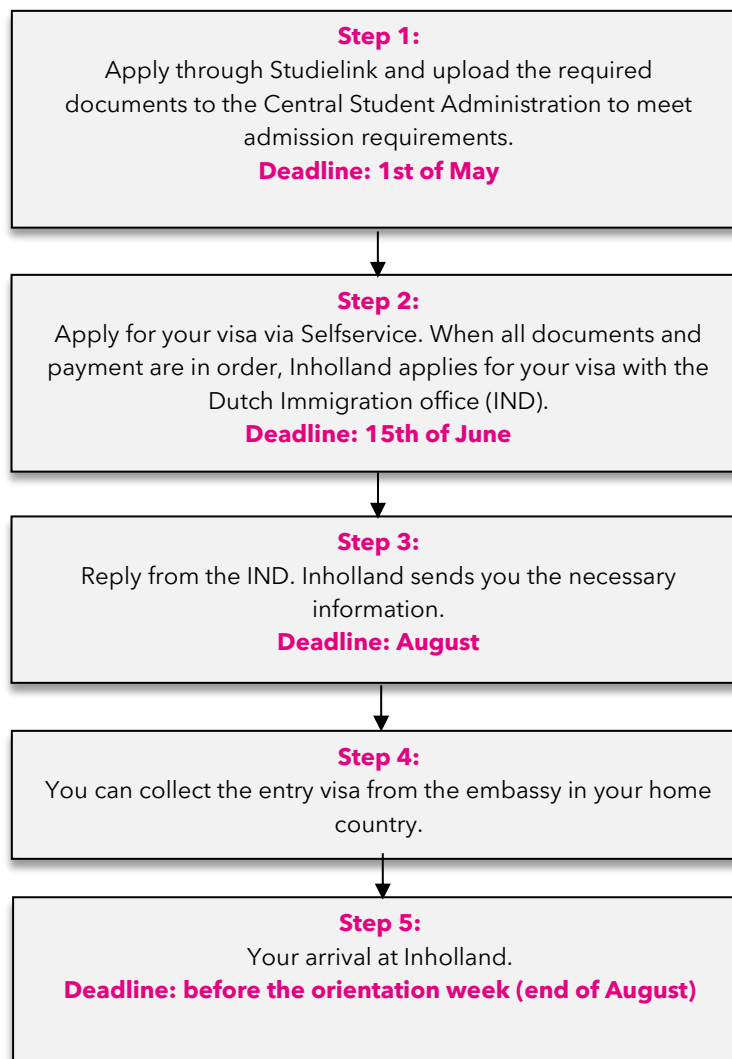 Step 1:
Apply through Studielink and upload the required
documents to the Central Student Administration to meet
admission requirements.
Deadline: 1st of May
Step 2:
Apply for your visa via Selfservice. When all documents and
payment are in order, Inholland applies for your visa with the
Dutch Immigration office (IND).
Deadline: 15th of June
Step 3:
Reply from the IND. Inholland sends you the necessary
information.
Deadline: August
Step 4:
You can collect the entry visa from the embassy in your home
country.
Step 5:
Your arrival at Inholland.
Deadline: before the orientation week (end of August)